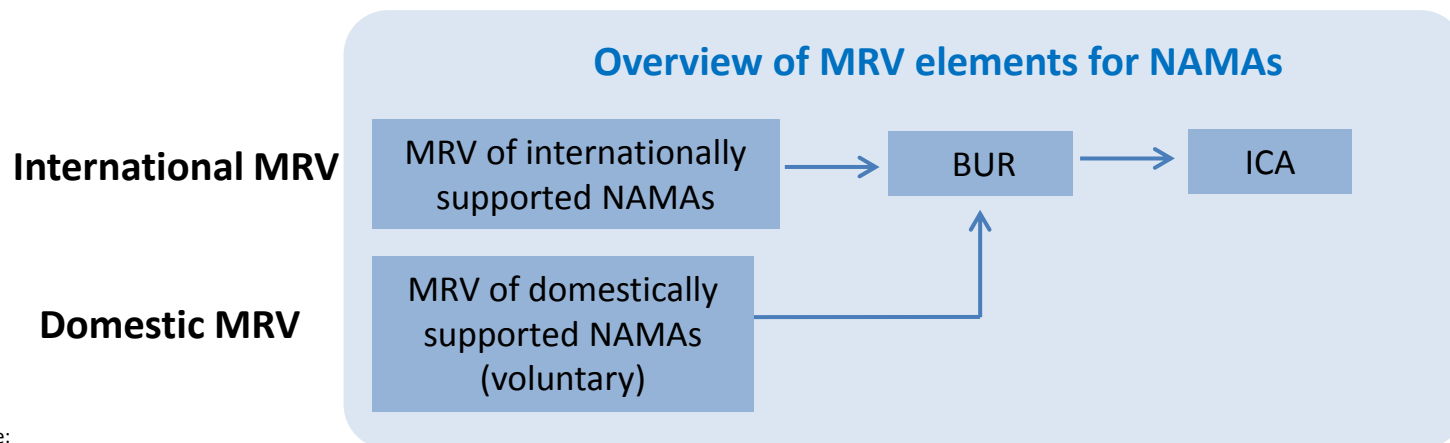 Overview of MRV elements for NAMAs
International MRV
MRV of internationally
supported NAMAs
BUR
ICA
Domestic MRV
MRV of domestically
supported NAMAs
(voluntary)
e: